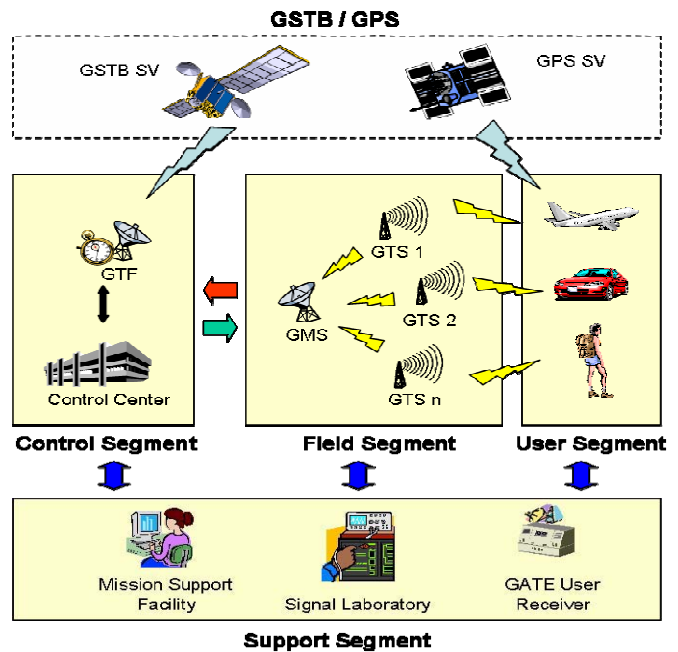 GSTB / GPS
GSTB SV
GPS SV
GTF
Control Center
GTS 1
GMS
GTS 2
GTS n
Control Segment
Field Segment
User Segment
Mission Support
Facility
Signal Laboratory
GATE User
Receiver
Support Segment